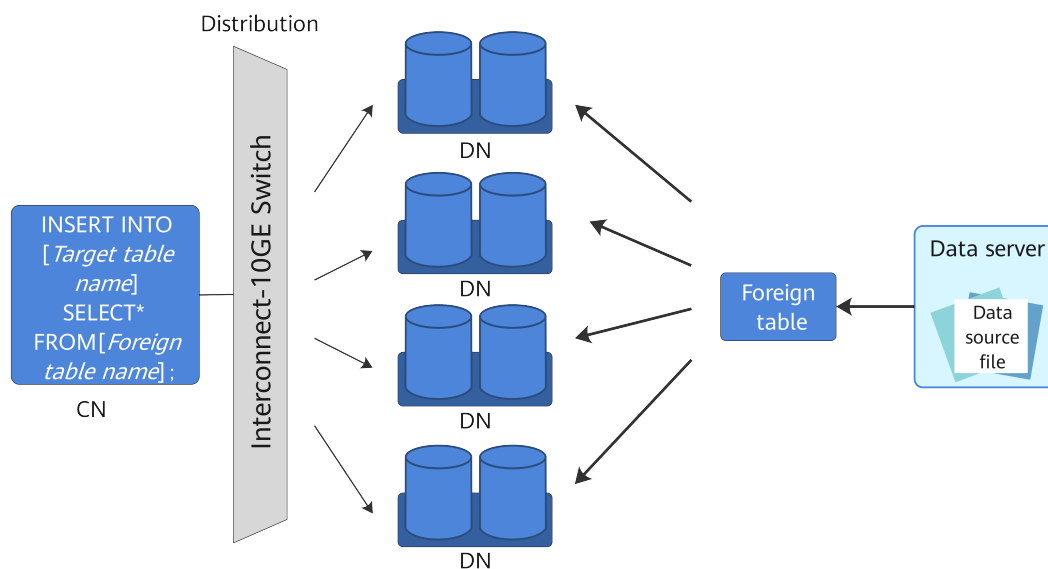 Distribution
INSERT INTO
[Target table
name]
SELECT*
FROM[Foreign
table name] ;
CN
Interconnect-10GE Switch
DN
DN
DN
DN
Foreign
table
Data server
Data
source
file